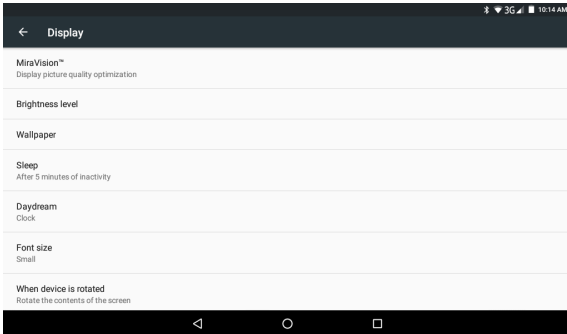 3G 10:14 AM
Display
MiraVision™
Display picture quality optimization
Brightness level
Wallpaper
Sleep
After 5 minutes of inactivity
Daydream
Clock
Font size
Small
When device is rotated
Rotate the contents of the screen